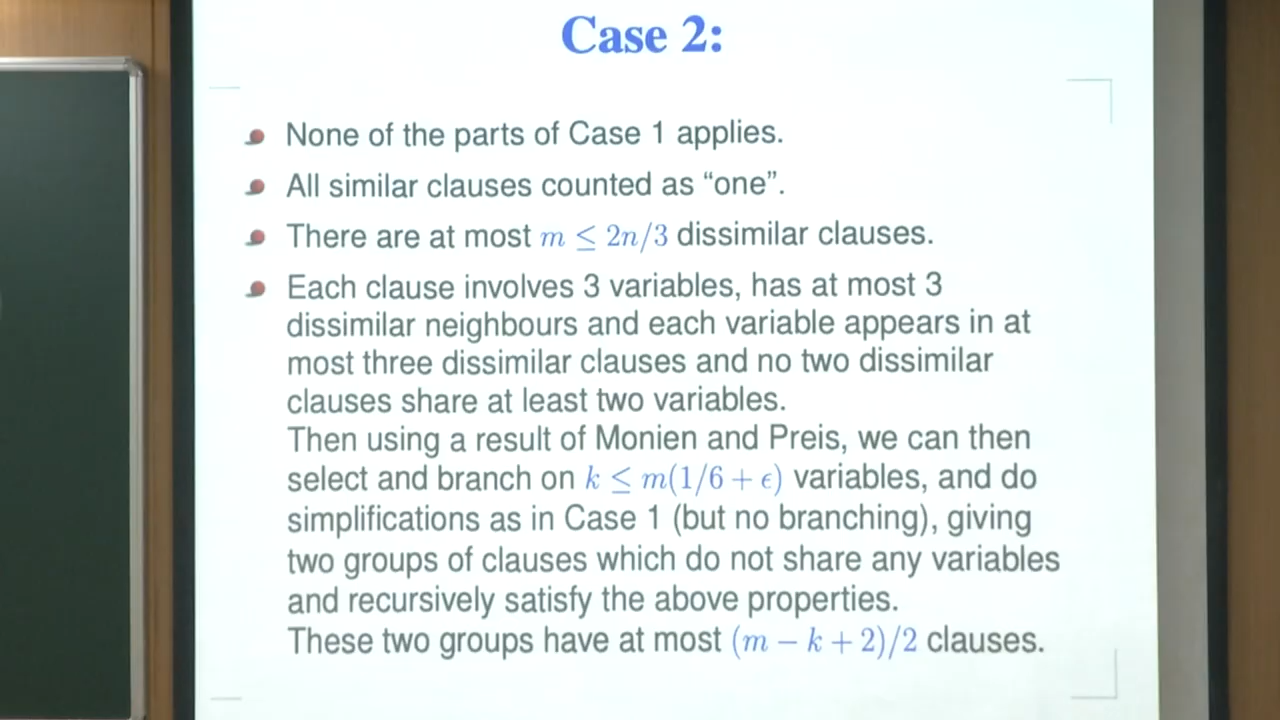 Case 2:
None of the parts of Case 1 applies.
All similar clauses counted as “one”.
There are at most m ≤ 2n/3 dissimilar clauses.
Each clause involves 3 variables, has at most 3
dissimilar neighbours and each variable appears in at
most three dissimilar clauses and no two dissimilar
clauses share at least two variables.
Then using a result of Monien and Preis, we can then
select and branch on k ≤ m(1/6 + ϵ) variables, and do
simplifications as in Case 1 (but no branching), giving
two groups of clauses which do not share any variables
and recursively satisfy the above properties.
These two groups have at most (m − k + 2)/2 clauses.